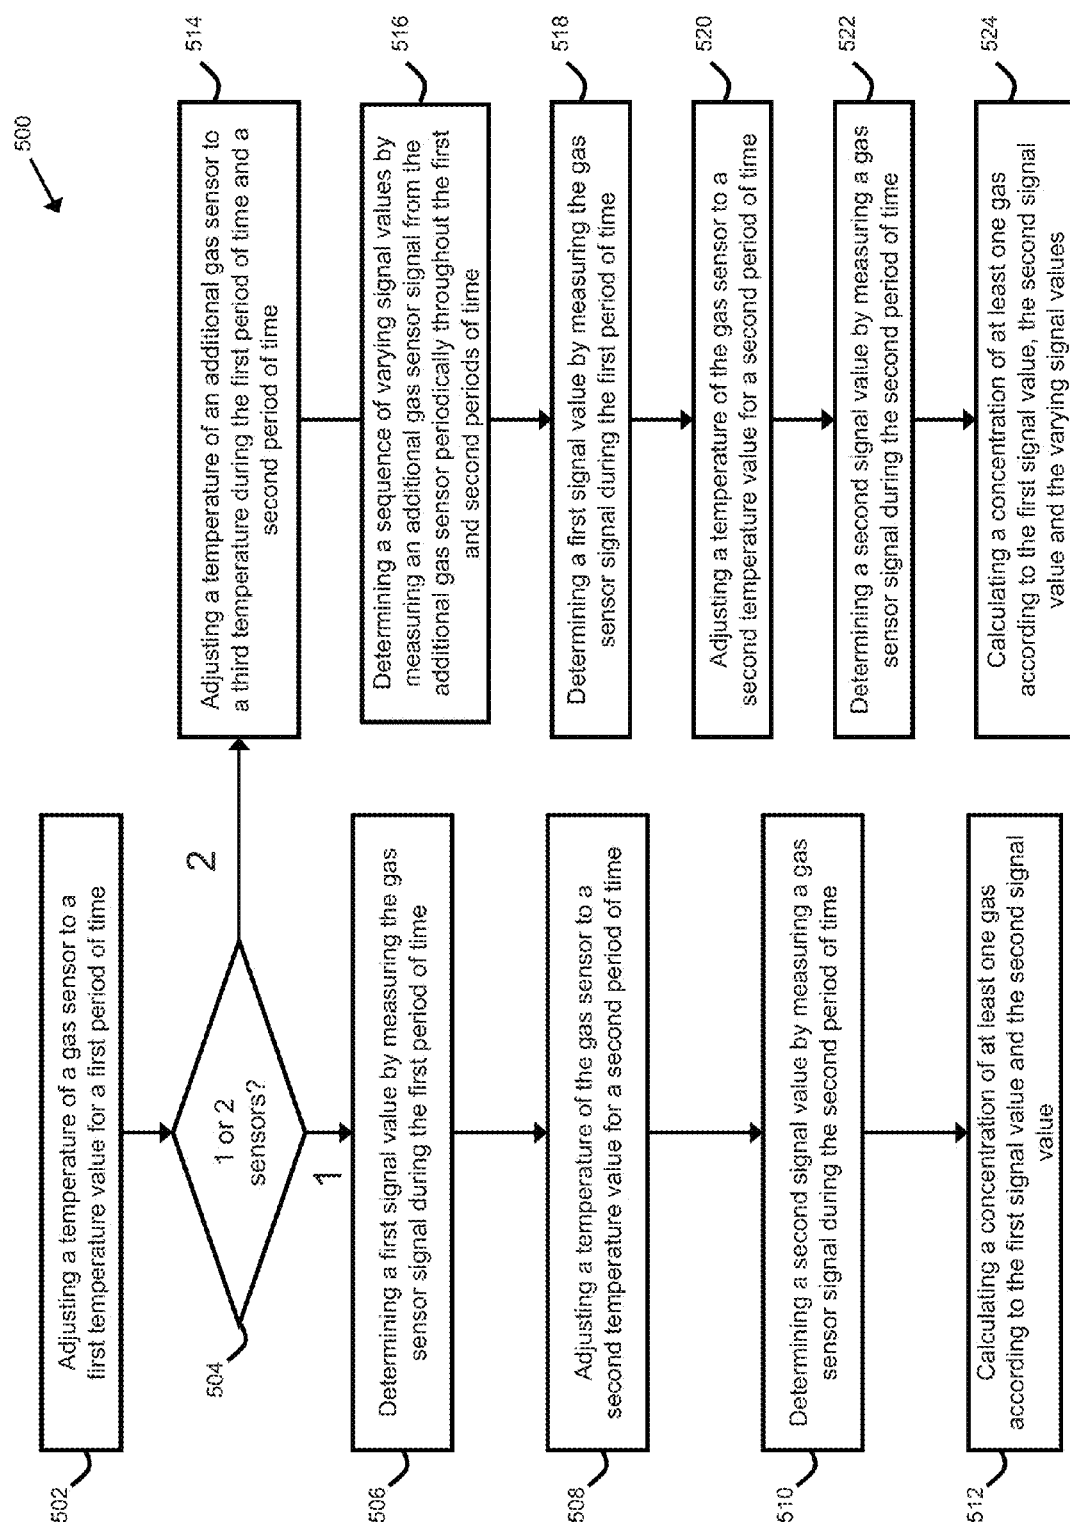 500
502
Adjusting a temperature of a gas sensor to a
first temperature value for a first period of time
504
1 or 2
sensors?
1
2
506
Determining a first signal value by measuring the gas
sensor signal during the first period of time
508
Adjusting a temperature of the gas sensor to a
second temperature value for a second period of time
510
Determining a second signal value by measuring a gas
sensor signal during the second period of time
512
Calculating a concentration of at least one gas
according to the first signal value and the second signal
value
514
Adjusting a temperature of an additional gas sensor to
a third temperature during the first period of time and a
second period of time
516
Determining a sequence of varying signal values by
measuring an additional gas sensor signal from the
additional gas sensor periodically throughout the first
and second periods of time
518
Determining a first signal value by measuring the gas
sensor signal during the first period of time
520
Adjusting a temperature of the gas sensor to a
second temperature value for a second period of time
522
Determining a second signal value by measuring a gas
sensor signal during the second period of time
524
Calculating a concentration of at least one gas
according to the first signal value, the second signal
value and the varying signal values